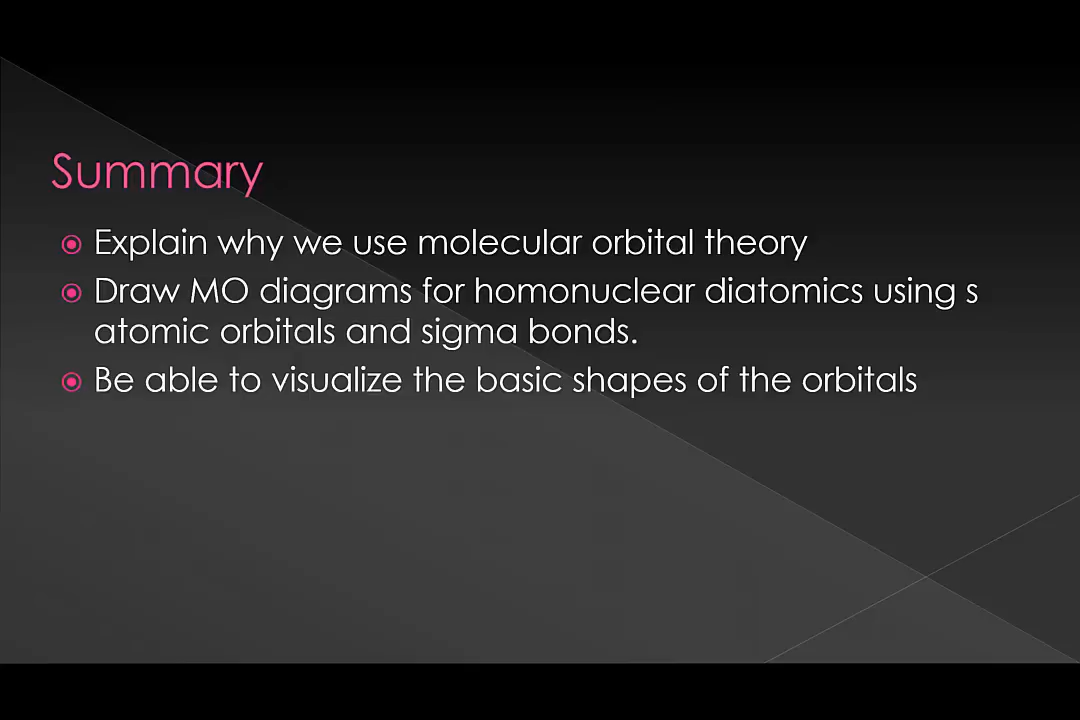 Summary
Explain why we use molecular orbital theory
Draw MO diagrams for homonuclear diatomics using s
atomic orbitals and sigma bonds.
Be able to visualize the basic shapes of the orbitals